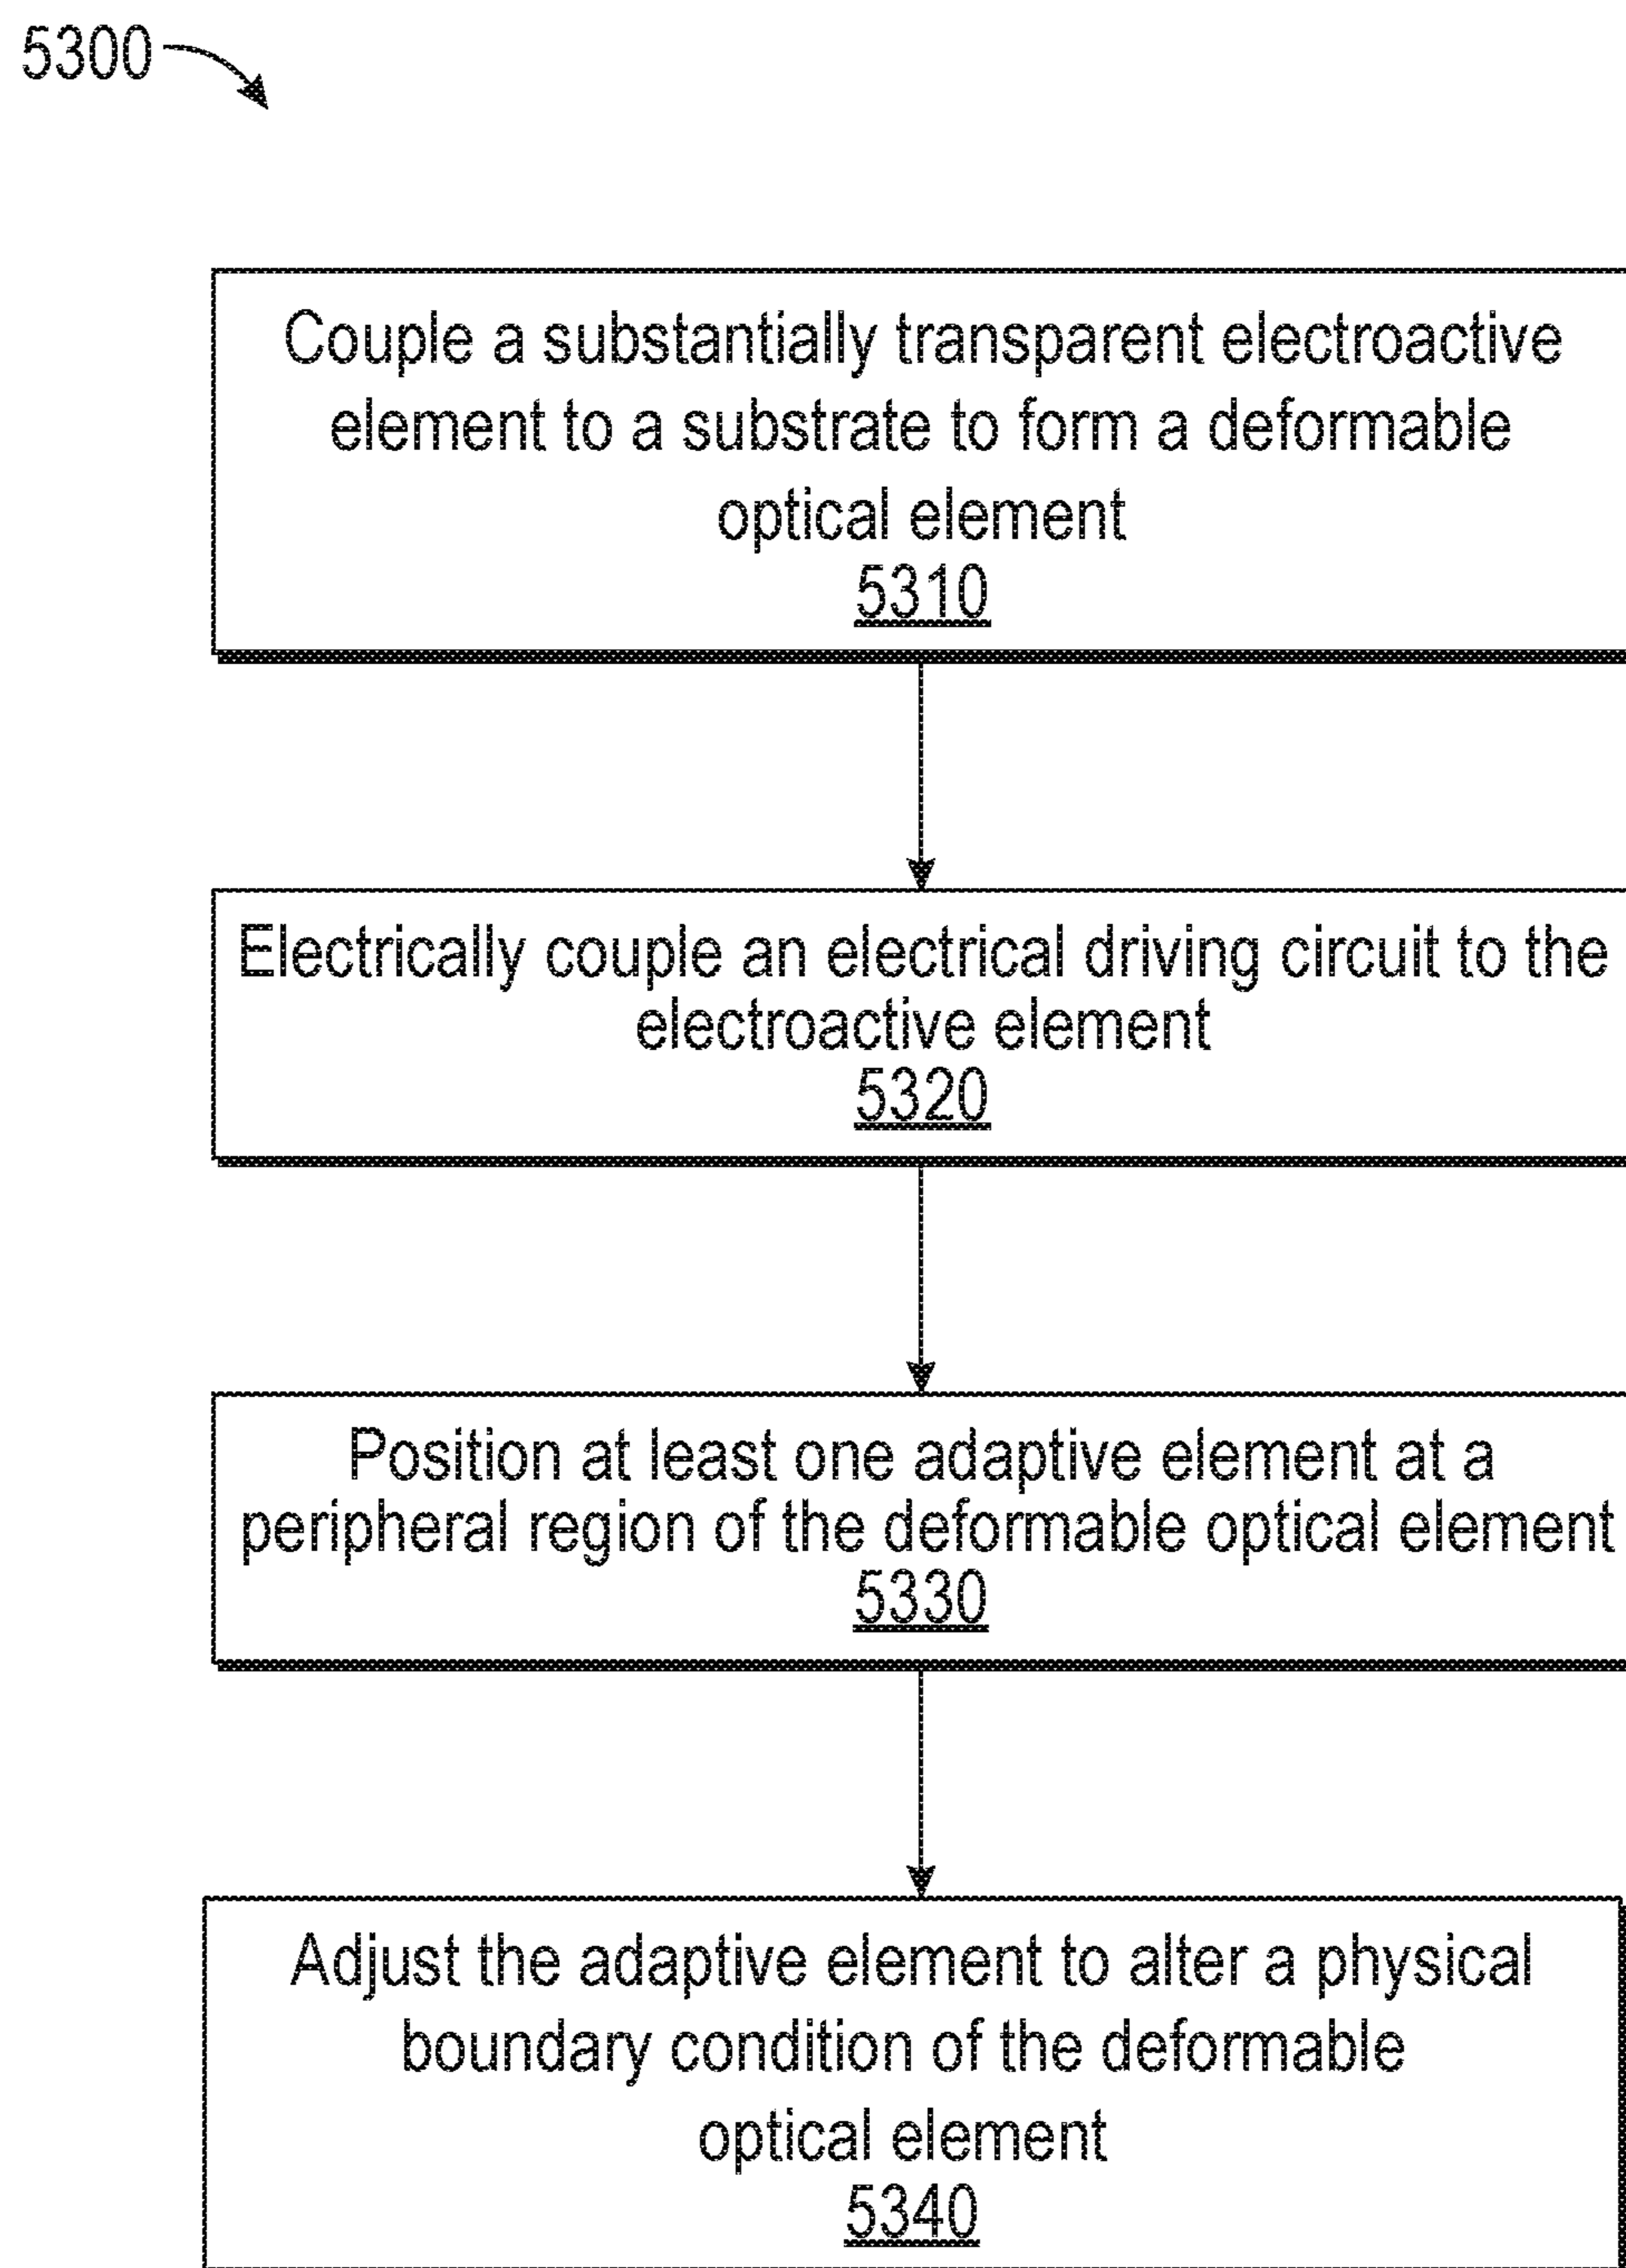 5300
Couple a substantially transparent electroactive
element to a substrate to form a deformable
optical element
5310
Electrically couple an electrical driving circuit to the
electroactive element
5320
Position at least one adaptive element at a
peripheral region of the deformable optical element
5330
Adjust the adaptive element to alter a physical
boundary condition of the deformable
optical element
5340